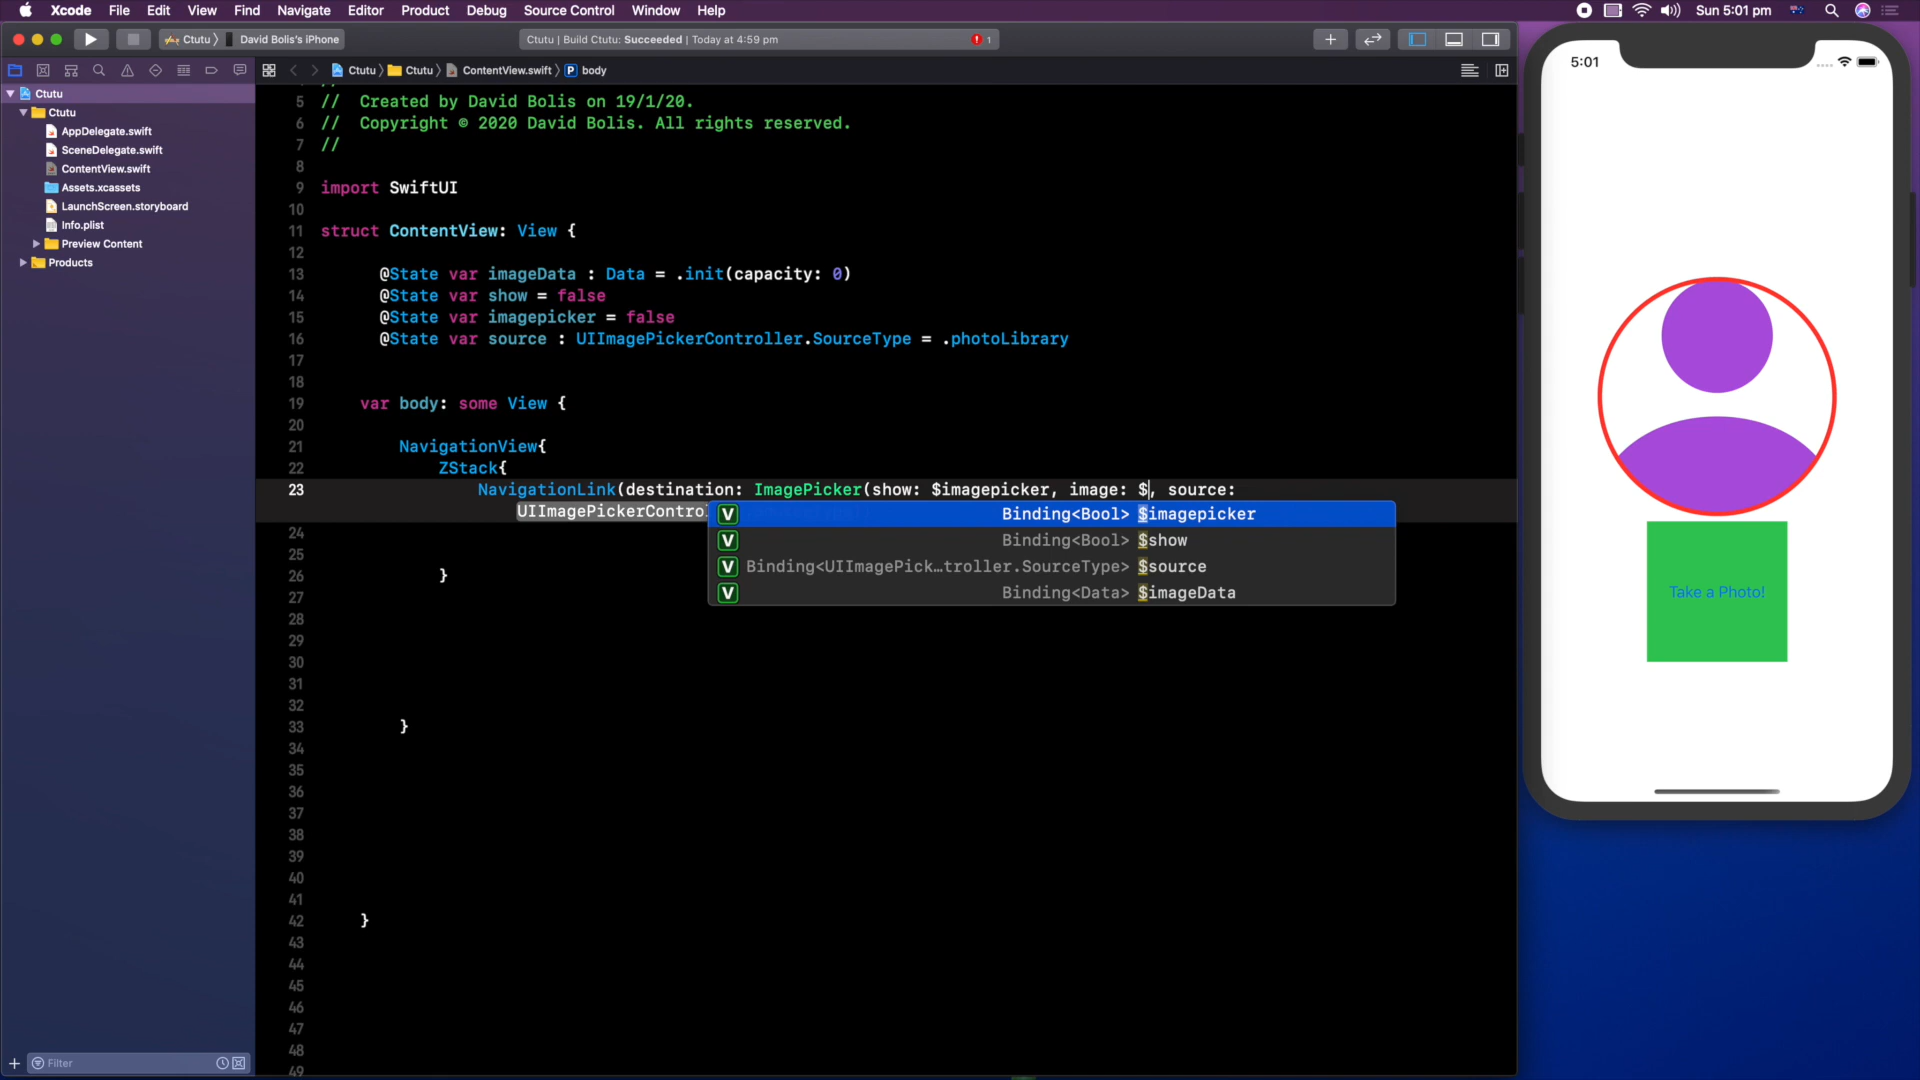 Xcode File Edit View Find Navigate Editor Product Debug Source Control Window Help Sun 5:01 pm
Ctutu David Bolis's iPhone Ctutu | Build Ctutu: Succeeded | Today at 4:59 pm 1
Ctutu Ctutu ContentView.swift P body
Ctutu
Ctutu
AppDelegate.swift
SceneDelegate.swift
ContentView.swift
Assets.xcassets
LaunchScreen.storyboard
Info.plist
Preview Content
Products
Filter
//
5 // Created by David Bolis on 19/1/20.
6 // Copyright © 2020 David Bolis. All rights reserved.
7 //
8
9 import SwiftUI
10
11 struct ContentView: View {
12
13 @State var imageData : Data = .init(capacity: 0)
14 @State var show = false
15 @State var imagepicker = false
16 @State var source : UIImagePickerController.SourceType = .photoLibrary
17
18
19 var body: some View {
20
21 NavigationView{
22 ZStack{
23 NavigationLink(destination: ImagePicker(show: $imagepicker, image: $, source:
UIImagePickerContro
V Binding<Bool> $imagepicker
V Binding<Bool> $show
V Binding<UIImagePick…troller.SourceType> $source
V Binding<Data> $imageData
24
25
26 }
27
28
29
30
31
32
33 }
34
35
36
37
38
39
40
41
42 }
43
44
45
46
47
48
49
5:01
Take a Photo!